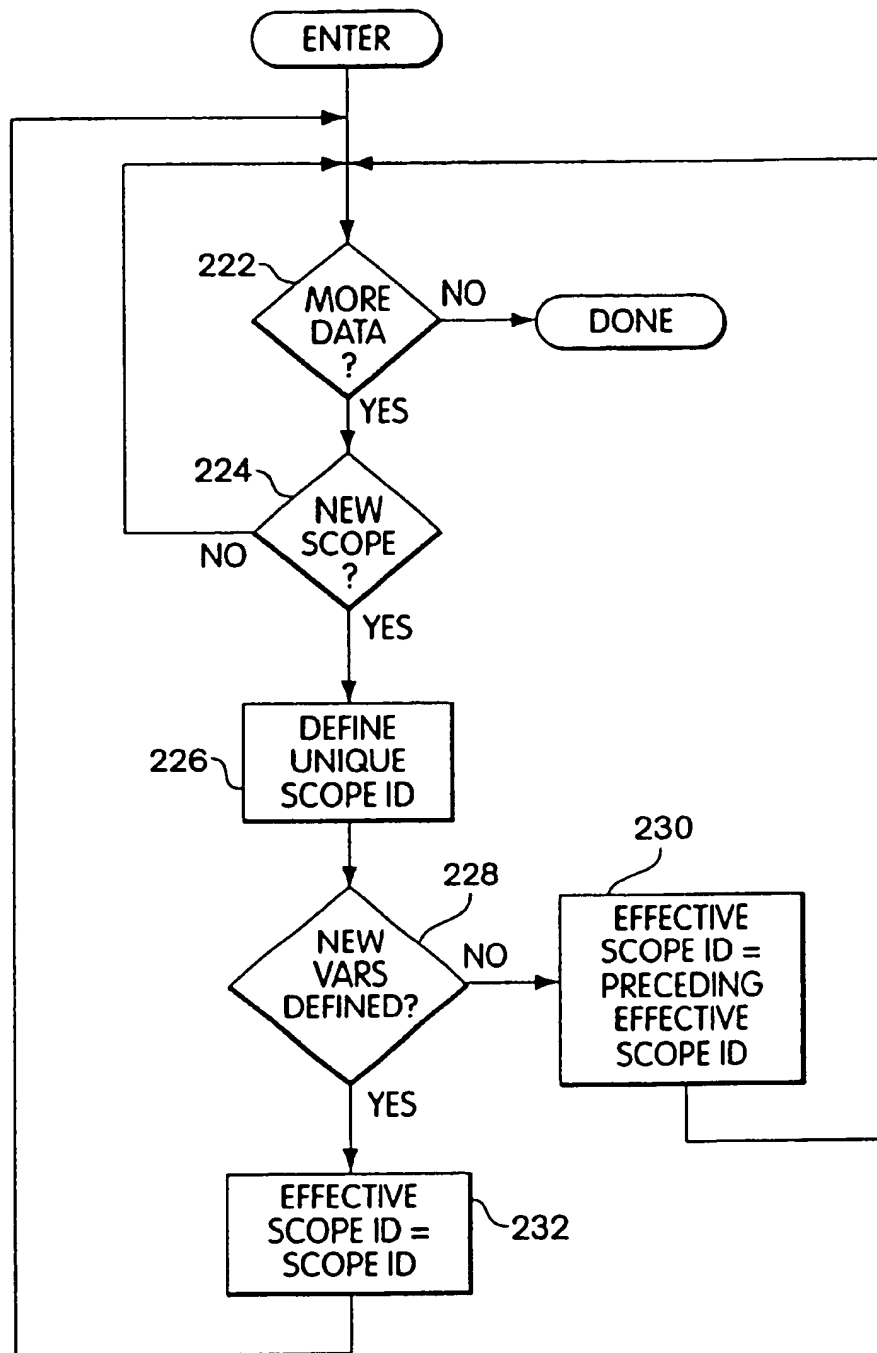 ENTER
222
MORE
DATA
?
NO
DONE
YES
224
NEW
SCOPE
?
NO
YES
226
DEFINE
UNIQUE
SCOPE ID
228
NEW
VARS
DEFINED?
NO
230
EFFECTIVE
SCOPE ID =
PRECEDING
EFFECTIVE
SCOPE ID
YES
EFFECTIVE
SCOPE ID =
SCOPE ID
232